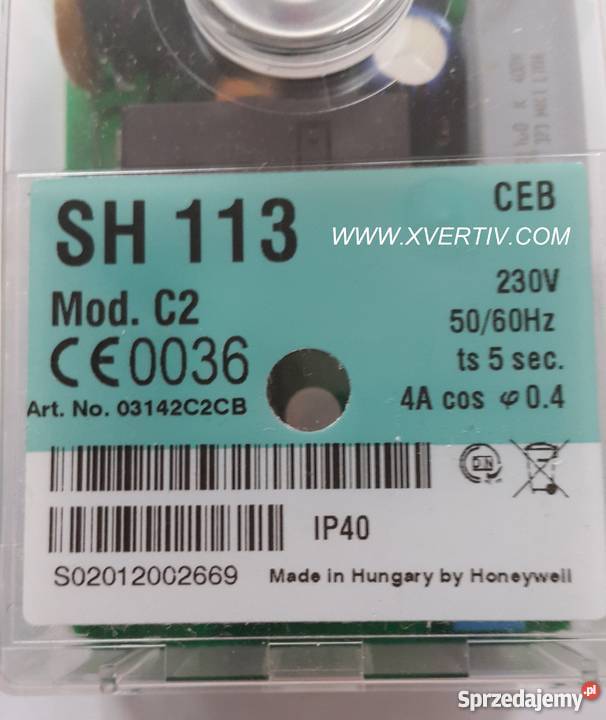 SH 113
CEB
WWW.XVERTIV.COM
Mod. C2
230V
50/60Hz
CE0036
ts 5 sec.
Art. No. 03142C2CB
4A cos φ 0.4
IP40
S02012002669
Made in Hungary by Honeywell
Sprzedajemy.pl